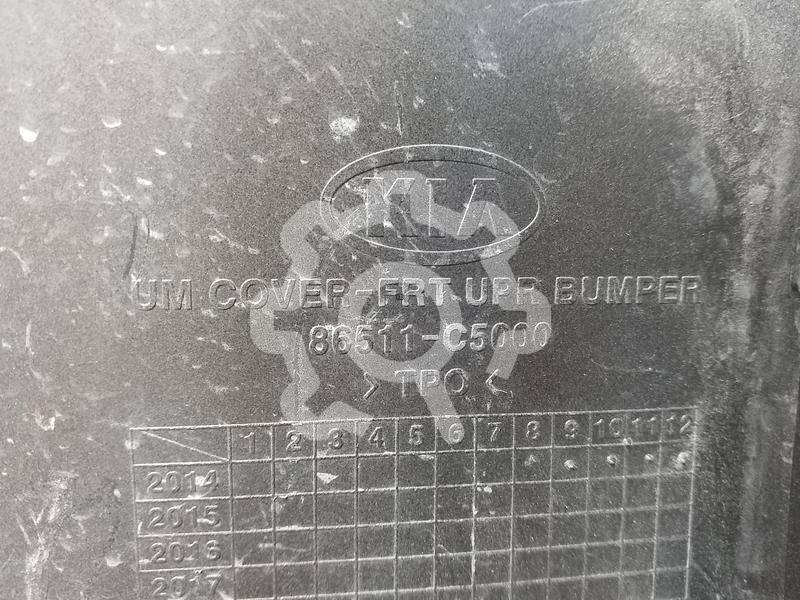 KIA
UM COVER-FRT UPR BUMPER
86511-C5000
> TPO <
1 2 3 4 5 6 7 8 9 10 11 12
2014
2015
2016
2017